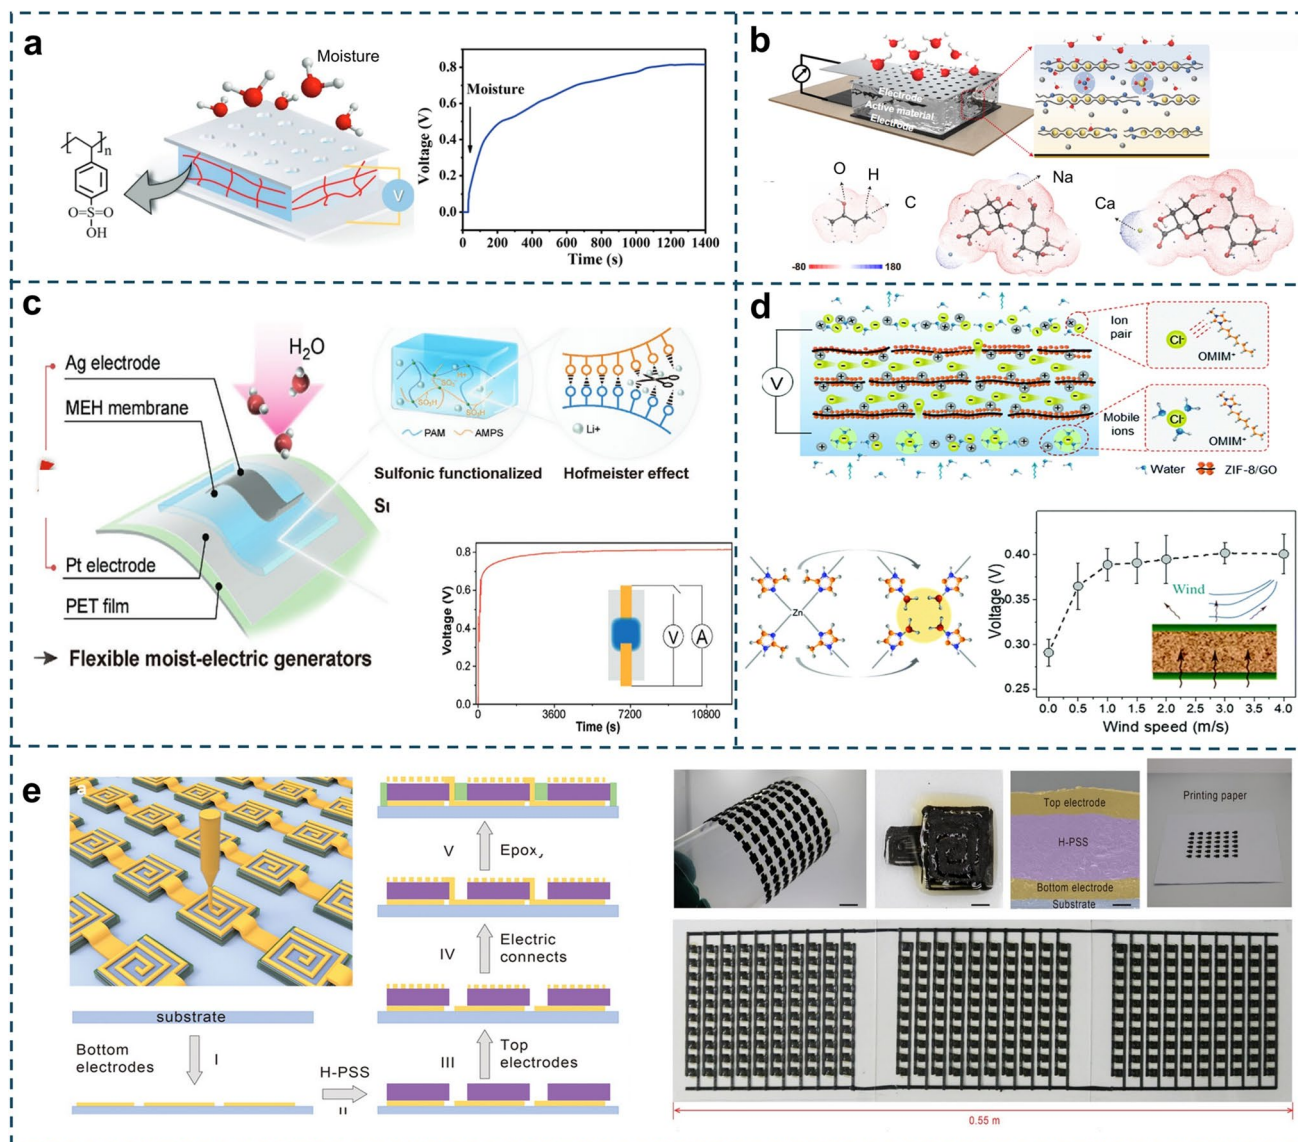 a
Moisture
[ ]n
O=S=O
OH
V
Voltage (V)
0.8
0.6
0.4
0.2
0.0
Moisture
0 200 400 600 800 1000 1200 1400
Time (s)
b
Electrode
Active material
Electrode
O
H
C
Na
Ca
-80
180
c
Ag electrode
MEH membrane
Pt electrode
PET film
H₂O
PAM
AMPS
Sulfonic functionalized
Li+
Hofmeister effect
Flexible moist-electric generators
Voltage (V)
0.8
0.6
0.4
0.2
0.0
0 3600 7200 10800
Time (s)
V
A
d
V
Ion
pair
Cl-
OMIM+
Mobile
ions
Cl-
OMIM+
Water
ZIF-8/GO
Zn
Voltage (V)
0.40
0.35
0.30
0.25
Wind
0.0 0.5 1.0 1.5 2.0 2.5 3.0 3.5 4.0
Wind speed (m/s)
e
substrate
Bottom
electrodes
I
H-PSS
II
III
Top
electrodes
IV
Electric
connects
V
Epox
Top electrode
H-PSS
Bottom electrode
Substrate
Printing paper
0.55 m